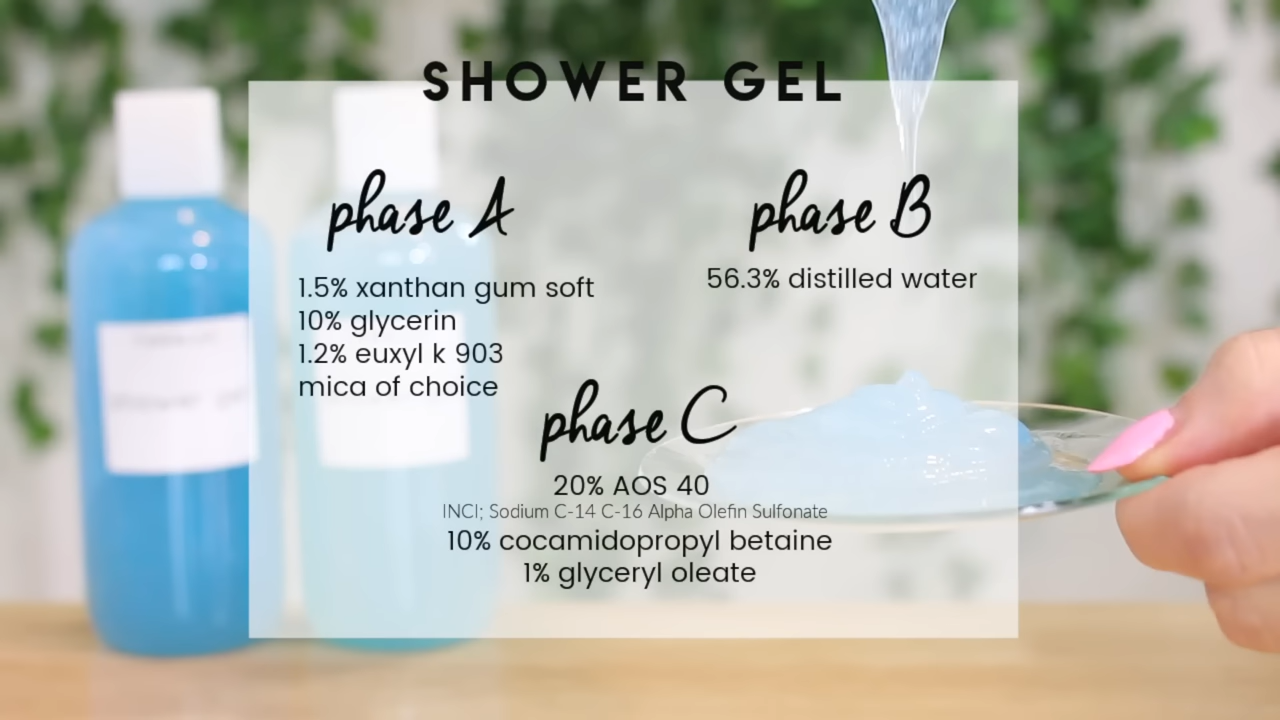 SHOWER GEL
phase A
1.5% xanthan gum soft
10% glycerin
1.2% euxyl k 903
mica of choice
phase B
56.3% distilled water
phase C
20% AOS 40
INCI; Sodium C-14 C-16 Alpha Olefin Sulfonate
10% cocamidopropyl betaine
1% glyceryl oleate